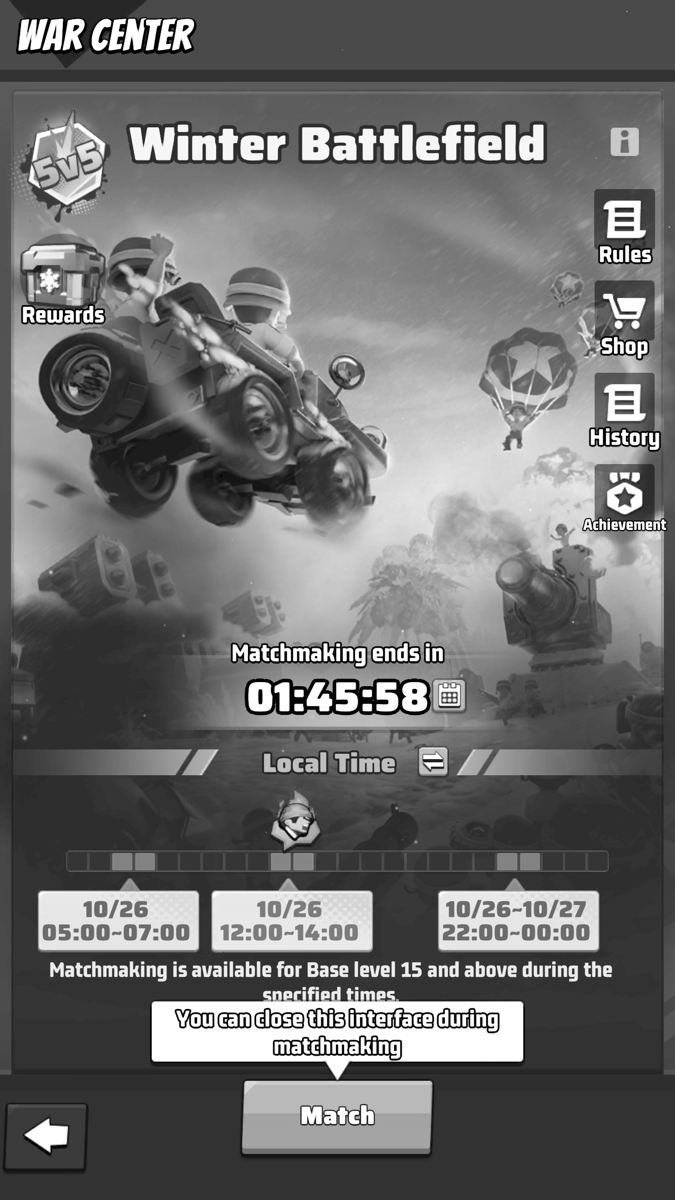 WAR CENTER
Winter Battlefield
5v5
Rewards
Rules
Shop
History
Achievement
Matchmaking ends in
01:45:58
Local Time
10/26
05:00~07:00
10/26
12:00~14:00
10/26~10/27
22:00~00:00
Matchmaking is available for Base level 15 and above during the
specified times.
You can close this interface during
matchmaking
Match